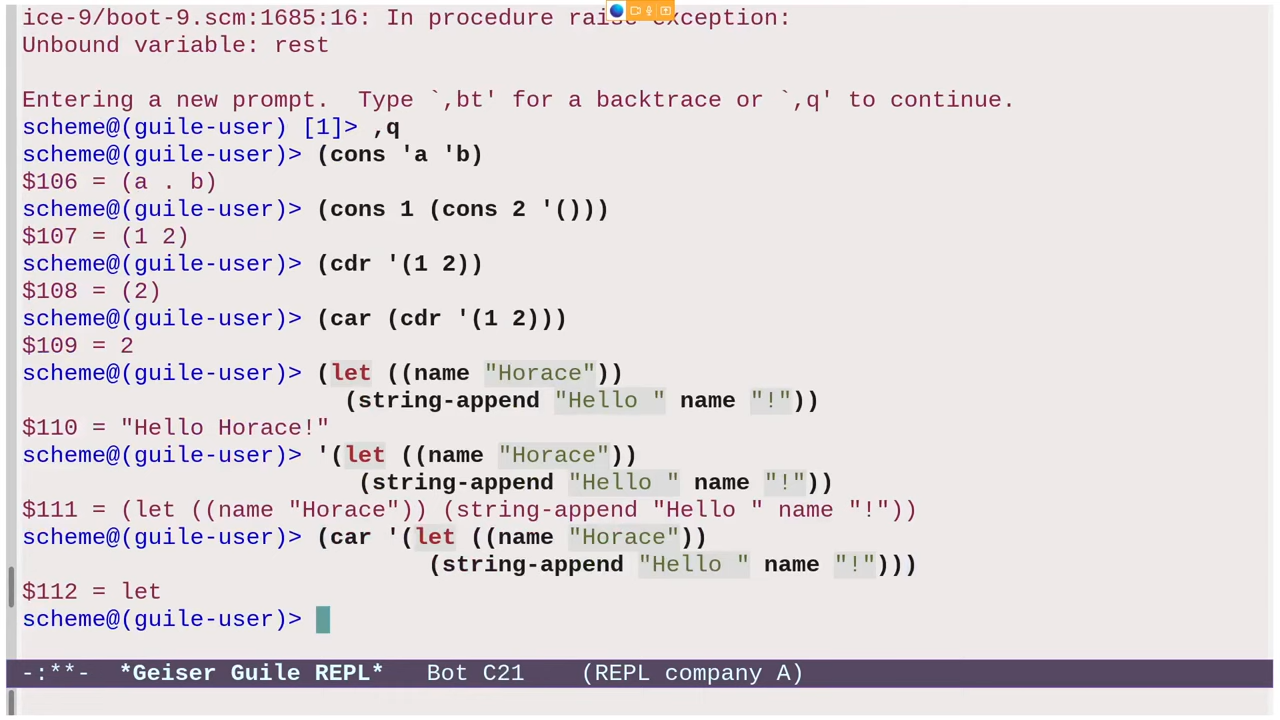 ice-9/boot-9.scm:1685:16: In procedure raise exception:
Unbound variable: rest
Entering a new prompt.  Type `,bt' for a backtrace or `,q' to continue.
scheme@(guile-user) [1]> ,q
scheme@(guile-user)> (cons 'a 'b)
$106 = (a . b)
scheme@(guile-user)> (cons 1 (cons 2 '()))
$107 = (1 2)
scheme@(guile-user)> (cdr '(1 2))
$108 = (2)
scheme@(guile-user)> (car (cdr '(1 2)))
$109 = 2
scheme@(guile-user)> (let ((name "Horace"))
(string-append "Hello " name "!"))
$110 = "Hello Horace!"
scheme@(guile-user)> '(let ((name "Horace"))
(string-append "Hello " name "!"))
$111 = (let ((name "Horace")) (string-append "Hello " name "!"))
scheme@(guile-user)> (car '(let ((name "Horace"))
(string-append "Hello " name "!")))
$112 = let
scheme@(guile-user)>
-:**-  *Geiser Guile REPL*   Bot C21    (REPL company A)